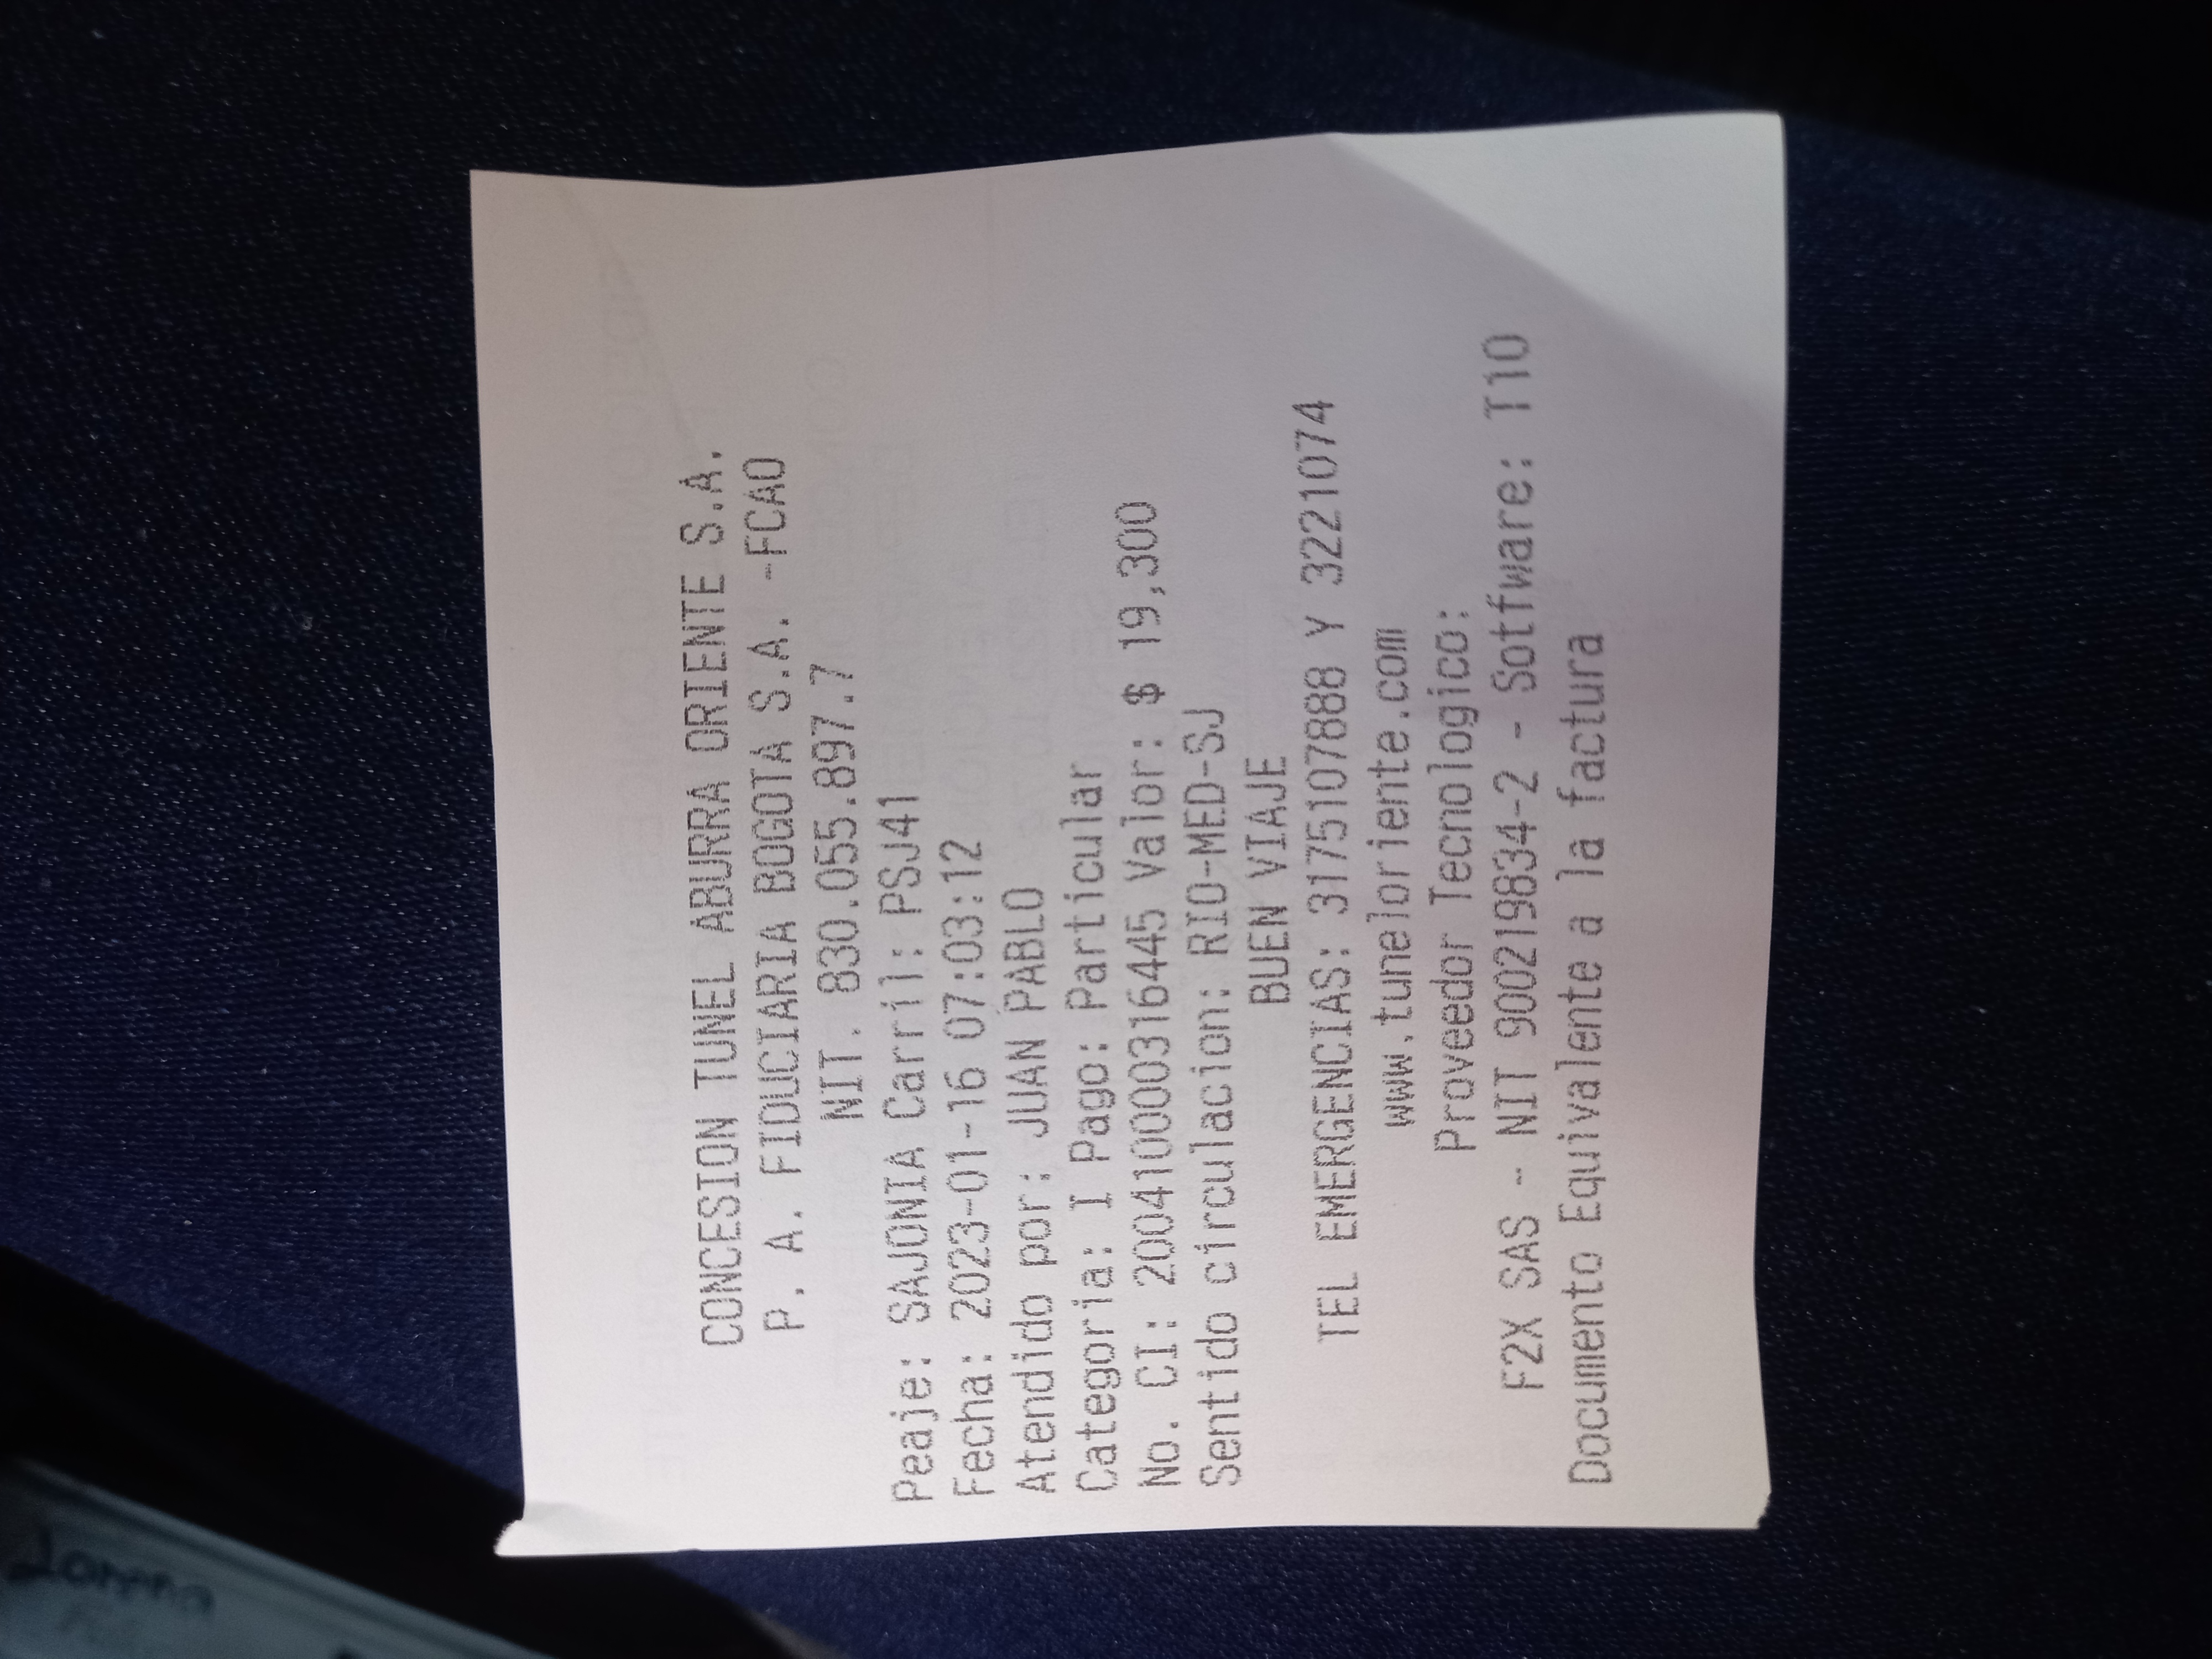 CONCESION TUNEL ABURRA ORIENTE S.A.
P. A. FIDUCIARIA BOGOTA S.A. -FCAO
NIT. 830.055.897.7
Peaje: SAJONIA Carril: PSJ41
Fecha: 2023-01-16 07:03:12
Atendido por: JUAN PABLO
Categoria: I Pago: Particular
No. CI: 200410000316445 Valor: $ 19,300
Sentido circulacion: RIO-MED-SJ
BUEN VIAJE
TEL EMERGENCIAS: 3175107888 Y 3221074
www.tuneloriente.com
Proveedor Tecnologico:
F2X SAS - NIT 900219834-2 - Sotfware: T10
Documento Equivalente a la factura